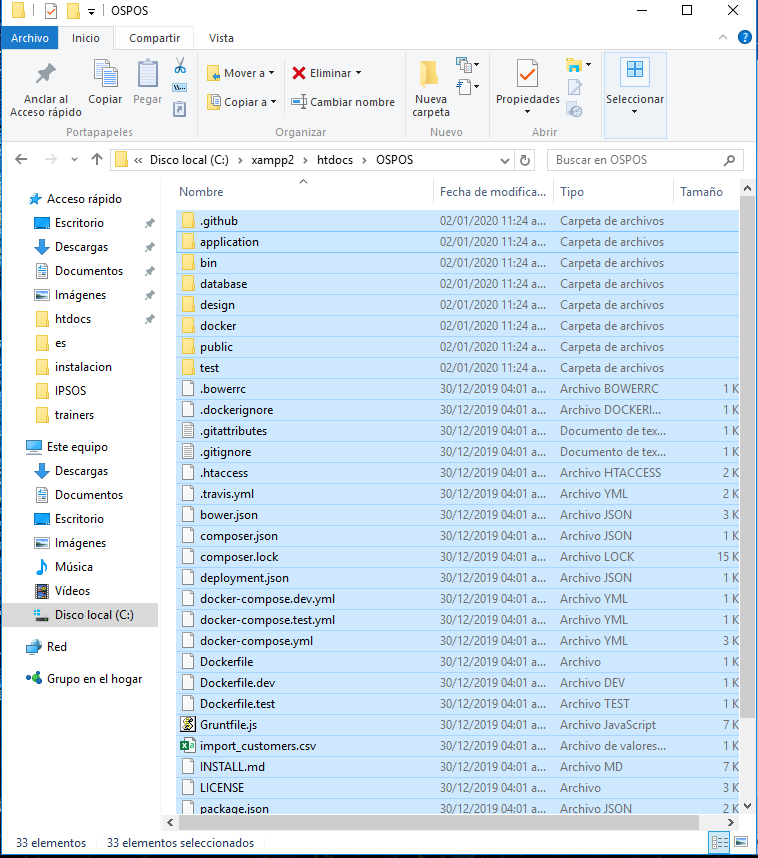 OSPOS
Archivo Inicio Compartir Vista
Anclar al Acceso rápido
Copiar
Pegar
Portapapeles
Mover a
Copiar a
Eliminar
Cambiar nombre
Organizar
Nueva carpeta
Nuevo
Propiedades
Abrir
Seleccionar
« Disco local (C:) › xampp2 › htdocs › OSPOS
Buscar en OSPOS
Acceso rápido
Escritorio
Descargas
Documentos
Imágenes
htdocs
es
instalacion
IPSOS
trainers
Este equipo
Descargas
Documentos
Escritorio
Imágenes
Música
Vídeos
Disco local (C:)
Red
Grupo en el hogar
Nombre Fecha de modifica... Tipo Tamaño
.github 02/01/2020 11:24 a... Carpeta de archivos
application 02/01/2020 11:24 a... Carpeta de archivos
bin 02/01/2020 11:24 a... Carpeta de archivos
database 02/01/2020 11:24 a... Carpeta de archivos
design 02/01/2020 11:24 a... Carpeta de archivos
docker 02/01/2020 11:24 a... Carpeta de archivos
public 02/01/2020 11:24 a... Carpeta de archivos
test 02/01/2020 11:24 a... Carpeta de archivos
.bowerrc 30/12/2019 04:01 a... Archivo BOWERRC 1 K
.dockerignore 30/12/2019 04:01 a... Archivo DOCKERI... 1 K
.gitattributes 30/12/2019 04:01 a... Documento de tex... 1 K
.gitignore 30/12/2019 04:01 a... Documento de tex... 1 K
.htaccess 30/12/2019 04:01 a... Archivo HTACCESS 2 K
.travis.yml 30/12/2019 04:01 a... Archivo YML 2 K
bower.json 30/12/2019 04:01 a... Archivo JSON 3 K
composer.json 30/12/2019 04:01 a... Archivo JSON 1 K
composer.lock 30/12/2019 04:01 a... Archivo LOCK 15 K
deployment.json 30/12/2019 04:01 a... Archivo JSON 1 K
docker-compose.dev.yml 30/12/2019 04:01 a... Archivo YML 1 K
docker-compose.test.yml 30/12/2019 04:01 a... Archivo YML 1 K
docker-compose.yml 30/12/2019 04:01 a... Archivo YML 3 K
Dockerfile 30/12/2019 04:01 a... Archivo 1 K
Dockerfile.dev 30/12/2019 04:01 a... Archivo DEV 1 K
Dockerfile.test 30/12/2019 04:01 a... Archivo TEST 1 K
Gruntfile.js 30/12/2019 04:01 a... Archivo JavaScript 7 K
import_customers.csv 30/12/2019 04:01 a... Archivo de valores... 1 K
INSTALL.md 30/12/2019 04:01 a... Archivo MD 7 K
LICENSE 30/12/2019 04:01 a... Archivo 3 K
package.json 30/12/2019 04:01 a... Archivo JSON 2 K
33 elementos 33 elementos seleccionados